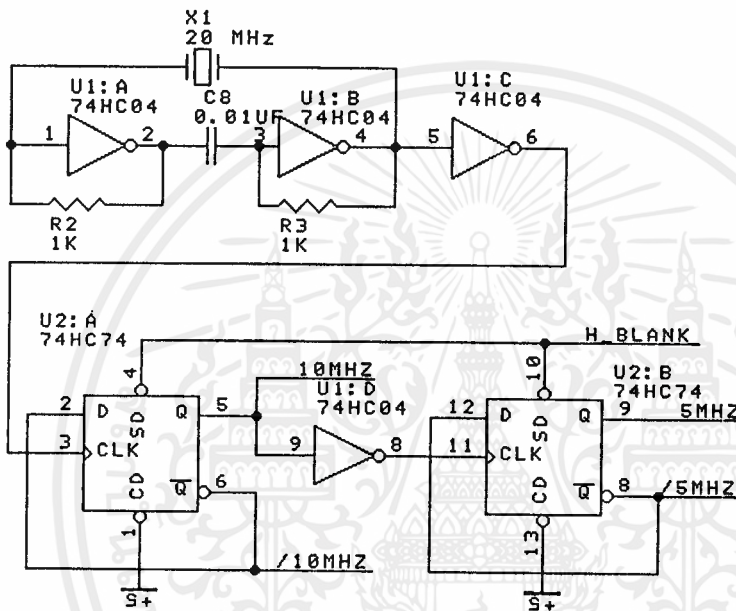 X1
20 MHz
U1:A
74HC04
C8
0.01UF
U1:B
74HC04
U1:C
74HC04
1
2
3
4
5
6
R2
1K
R3
1K
U2:A
74HC74
4
H_BLANK
10
U2:B
74HC74
10MHZ
U1:D
74HC04
2
D
SD
Q
5
3
CLK
CD
Q
6
1
9
8
12
D
SD
Q
9
5MHZ
11
CLK
CD
Q
8
/5MHZ
13
/10MHZ
5+
5+